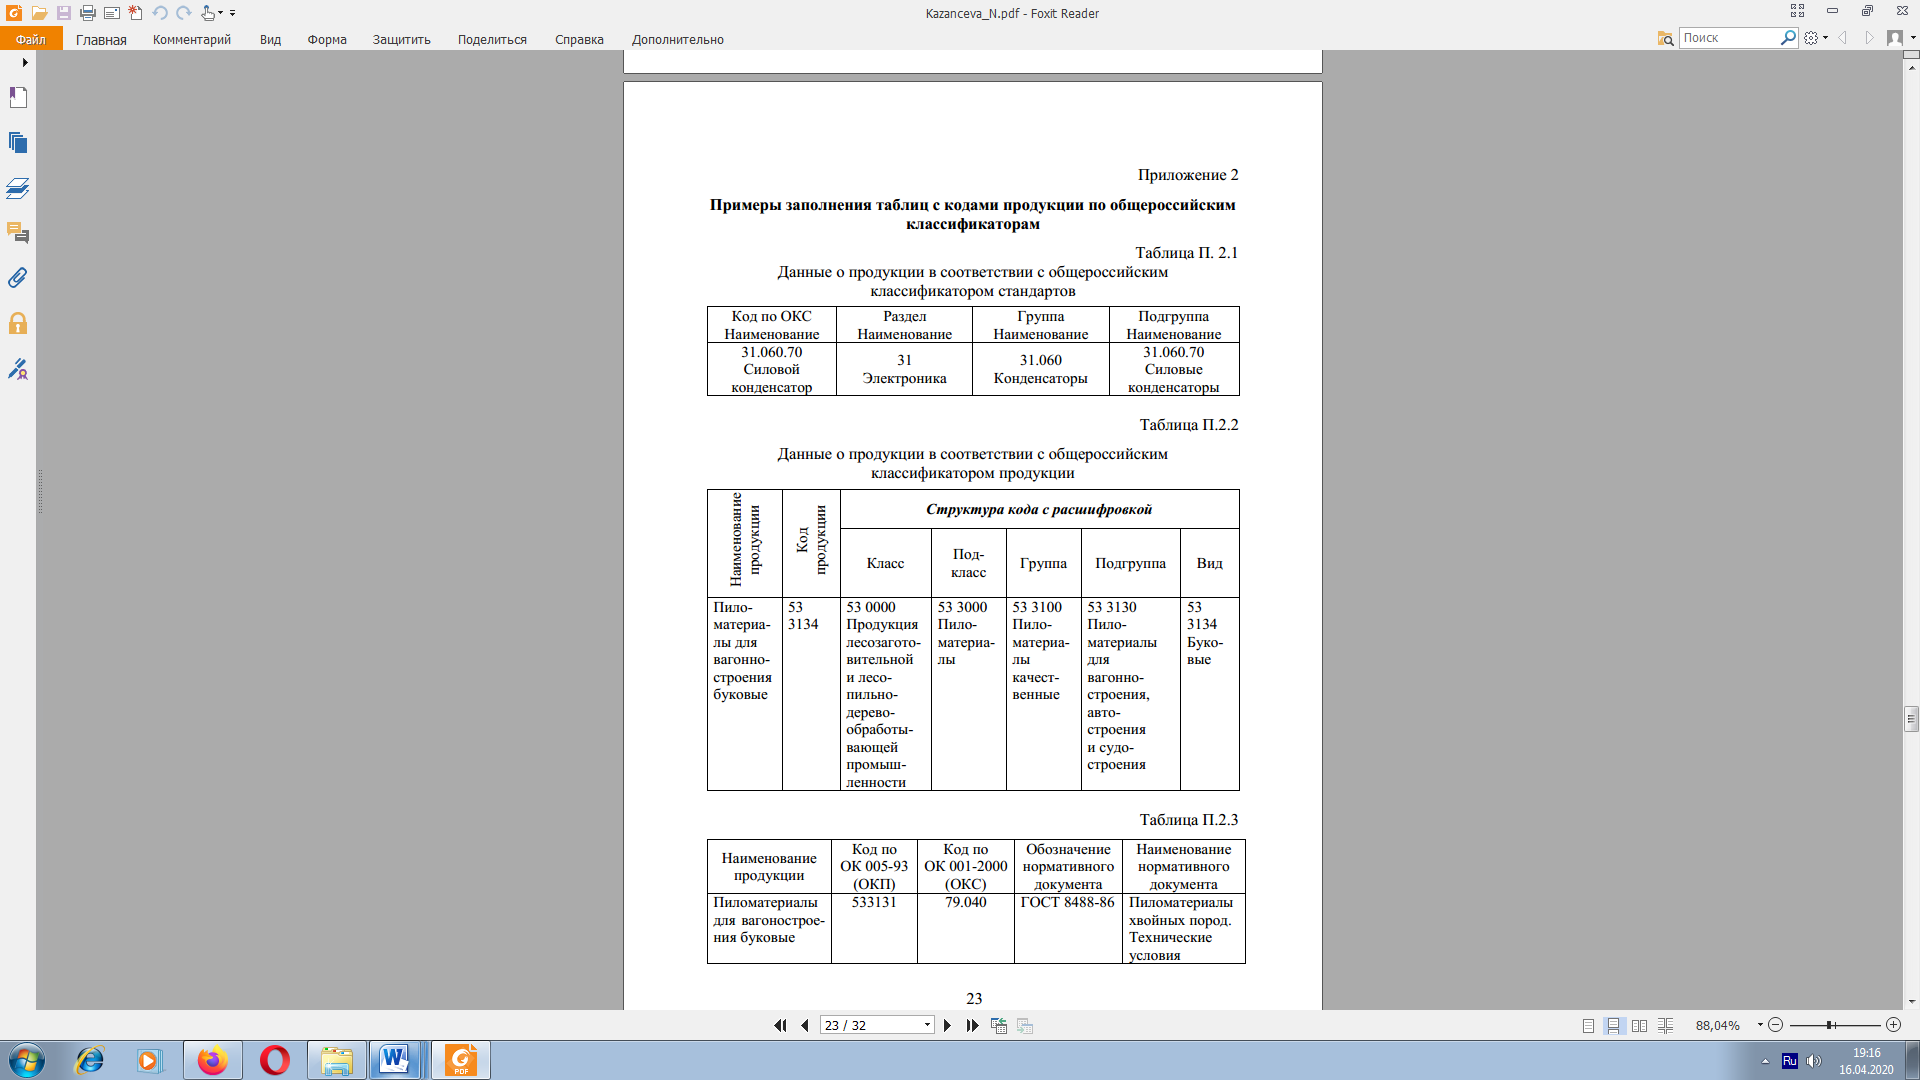 Kazanceva_N.pdf - Foxit Reader
Файл Главная Комментарий Вид Форма Защитить Поделиться Справка Дополнительно
Поиск
Приложение 2
Примеры заполнения таблиц с кодами продукции по общероссийским
классификаторам
Таблица П. 2.1
Данные о продукции в соответствии с общероссийским
классификатором стандартов
Код по ОКС
Наименование
Раздел
Наименование
Группа
Наименование
Подгруппа
Наименование
31.060.70
Силовой
конденсатор
31
Электроника
31.060
Конденсаторы
31.060.70
Силовые
конденсаторы
Таблица П.2.2
Данные о продукции в соответствии с общероссийским
классификатором продукции
Наименование
продукции
Код
продукции
Структура кода с расшифровкой
Класс
Под-
класс
Группа
Подгруппа
Вид
Пило-
материа-
лы для
вагонно-
строения
буковые
53
3134
53 0000
Продукция
лесозагото-
вительной
и лесо-
пильно-
дерево-
обработы-
вающей
промыш-
ленности
53 3000
Пило-
материа-
лы
53 3100
Пило-
материа-
лы
качест-
венные
53 3130
Пило-
материалы
для
вагонно-
строения,
авто-
строения
и судо-
строения
53
3134
Буко-
вые
Таблица П.2.3
Наименование
продукции
Код по
ОК 005-93
(ОКП)
Код по
ОК 001-2000
(ОКС)
Обозначение
нормативного
документа
Наименование
нормативного
документа
Пиломатериалы
для вагонострое-
ния буковые
533131
79.040
ГОСТ 8488-86
Пиломатериалы
хвойных пород.
Технические
условия
23
23 / 32
88,04%
PDF
Ru
19:16
16.04.2020